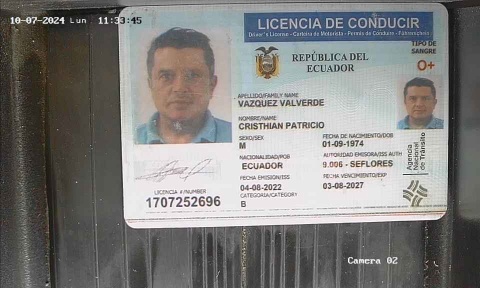 10-07-2024 Lun 11:33:45
LICENCIA DE CONDUCIR
Driver´s License - Carteira de Motorista - Permis de Conduire - Führerschein
REPÚBLICA DEL
ECUADOR
TIPO DE
SANGRE
O+
APELLIDO/FAMILY NAME
VAZQUEZ VALVERDE
NOMBRE/NAME
CRISTHIAN PATRICIO
SEXO/SEX
M
FECHA DE NACIMIENTO/DOB
01-09-1974
NACIONALIDAD/POB
ECUADOR
AUTORIDAD EMISORA/ISS AUTH
9.006 - SEFLORES
FECHA EMISIÓN/ISS
04-08-2022
FECHA VENCIMIENTO/EXP
03-08-2027
CATEGORIA/CATEGORY
B
LICENCIA #/NUMBER
1707252696
Agencia
Nacional
de Tránsito
Camera 02